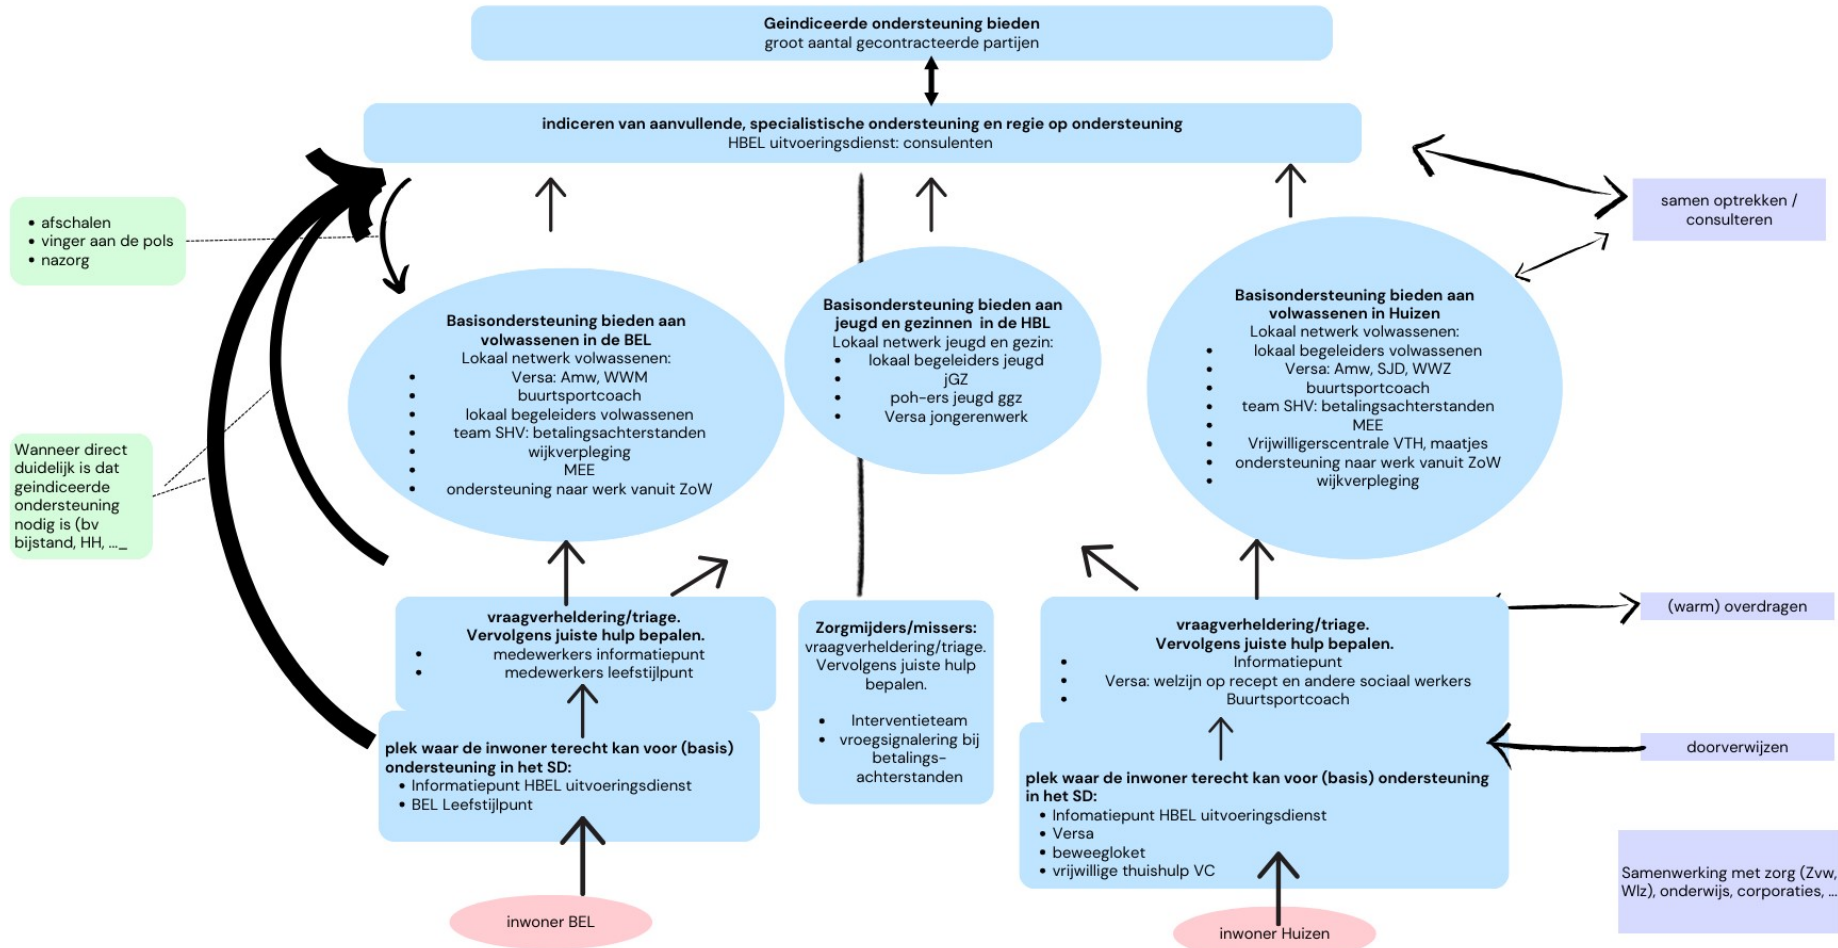 Geindiceerde ondersteuning bieden
groot aantal gecontracteerde partijen
indiceren van aanvullende, specialistische ondersteuning en regie op ondersteuning
HBEL uitvoeringsdienst: consulenten
• afschalen
• vinger aan de pols
• nazorg
samen optrekken /
consulteren
Basisondersteuning bieden aan
volwassenen in de BEL
Lokaal netwerk volwassenen:
• Versa: Amw, WWM
• buurtsportcoach
• lokaal begeleiders volwassenen
• team SHV: betalingsachterstanden
• wijkverpleging
• MEE
• ondersteuning naar werk vanuit ZoW
Basisondersteuning bieden aan
jeugd en gezinnen in de HBL
Lokaal netwerk jeugd en gezin:
• lokaal begeleiders jeugd
• jGZ
• poh-ers jeugd ggz
• Versa jongerenwerk
Basisondersteuning bieden aan
volwassenen in Huizen
Lokaal netwerk volwassenen:
• lokaal begeleiders volwassenen
• Versa: Amw, SJD, WWZ
• buurtsportcoach
• team SHV: betalingsachterstanden
• MEE
• Vrijwilligerscentrale VTH, maatjes
• ondersteuning naar werk vanuit ZoW
• wijkverpleging
Wanneer direct
duidelijk is dat
geindiceerde
ondersteuning
nodig is (bv
bijstand, HH, ..._
vraagverheldering/triage.
Vervolgens juiste hulp bepalen.
• medewerkers informatiepunt
• medewerkers leefstijlpunt
Zorgmijders/missers:
vraagverheldering/triage.
Vervolgens juiste hulp
bepalen.
• Interventieteam
• vroegsignalering bij
betalings-
achterstanden
vraagverheldering/triage.
Vervolgens juiste hulp bepalen.
• Informatiepunt
• Versa: welzijn op recept en andere sociaal werkers
• Buurtsportcoach
(warm) overdragen
plek waar de inwoner terecht kan voor (basis)
ondersteuning in het SD:
• Informatiepunt HBEL uitvoeringsdienst
• BEL Leefstijlpunt
plek waar de inwoner terecht kan voor (basis) ondersteuning
in het SD:
• Infomatiepunt HBEL uitvoeringsdienst
• Versa
• beweegloket
• vrijwillige thuishulp VC
doorverwijzen
Samenwerking met zorg (Zvw,
Wlz), onderwijs, corporaties, ...
inwoner BEL
inwoner Huizen